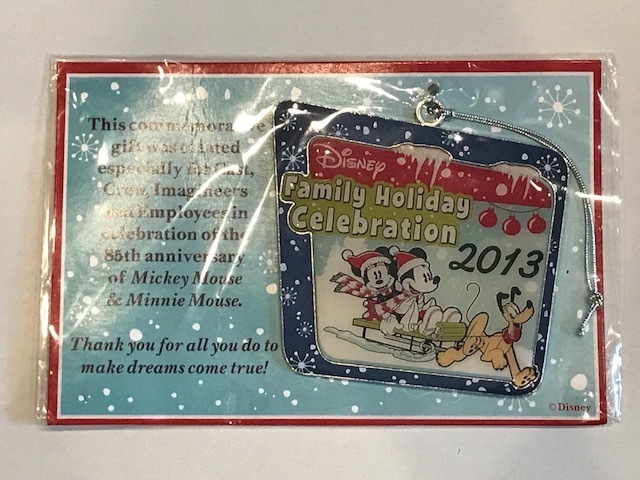 This commemorative
gift was created
especially for Cast,
Crew, Imagineers
and Employees in
celebration of the
85th anniversary
of Mickey Mouse
& Minnie Mouse.
Thank you for all you do to
make dreams come true!
Disney
Family Holiday
Celebration
2013
©Disney